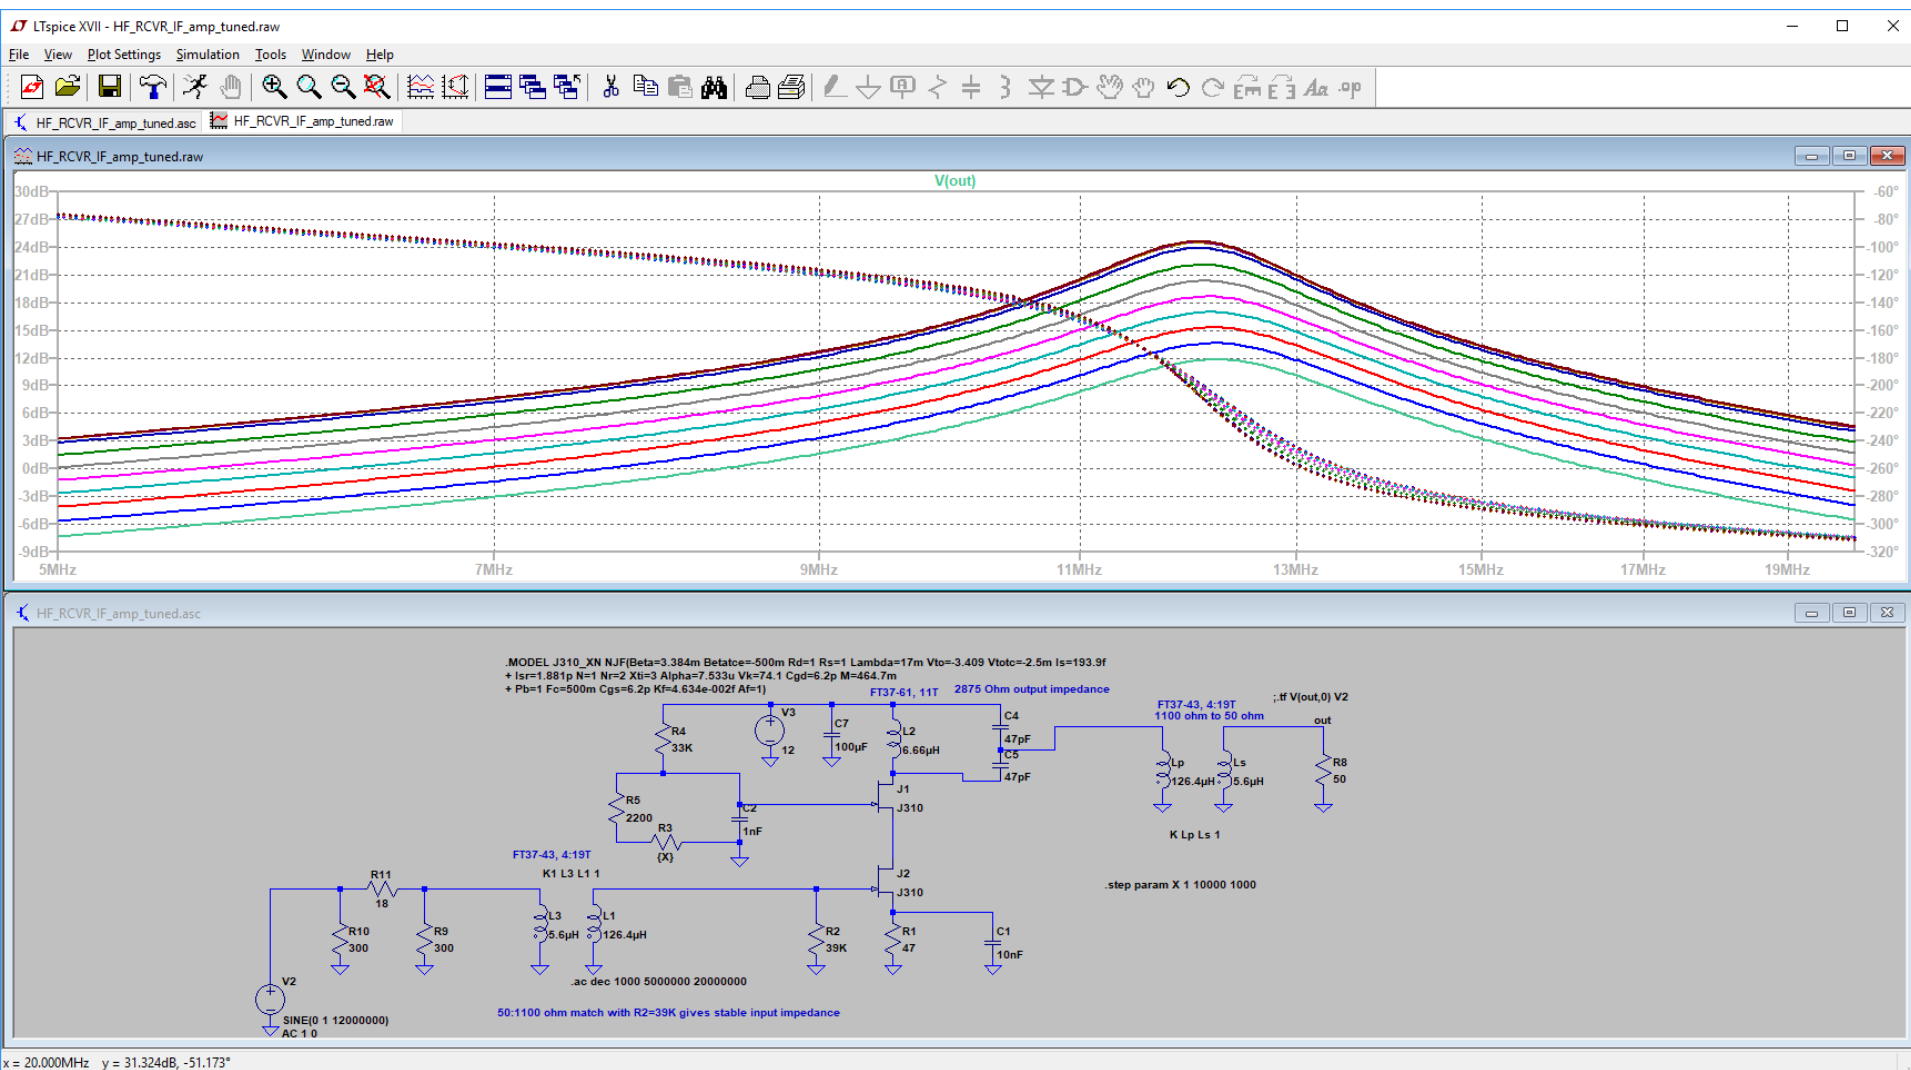 LTspice XVII - HF_RCVR_IF_amp_tuned.raw
File View Plot Settings Simulation Tools Window Help
HF_RCVR_IF_amp_tuned.asc HF_RCVR_IF_amp_tuned.raw
HF_RCVR_IF_amp_tuned.raw
V(out)
30dB -60°
27dB -80°
24dB -100°
21dB -120°
18dB -140°
15dB -160°
12dB -180°
9dB -200°
6dB -220°
3dB -240°
0dB -260°
-3dB -280°
-6dB -300°
-9dB -320°
5MHz 7MHz 9MHz 11MHz 13MHz 15MHz 17MHz 19MHz
HF_RCVR_IF_amp_tuned.asc
.MODEL J310_XN NJF(Beta=3.384m Betatce=-500m Rd=1 Rs=1 Lambda=17m Vto=-3.409 Vtotc=-2.5m Is=193.9f
+ Isr=1.881p N=1 Nr=2 Xti=3 Alpha=7.533u Vk=74.1 Cgd=6.2p M=464.7m
+ Pb=1 Fc=500m Cgs=6.2p Kf=4.634e-002f Af=1)
FT37-61, 11T
2875 Ohm output impedance
;.tf V(out,0) V2
FT37-43, 4:19T
1100 ohm to 50 ohm
out
R4
33K
V3
12
C7
100µF
L2
6.66µH
C4
47pF
C5
47pF
Lp
126.4µH
Ls
5.6µH
R8
50
R5
2200
R3
{X}
C2
1nF
J1
J310
K Lp Ls 1
FT37-43, 4:19T
K1 L3 L1 1
J2
J310
.step param X 1 10000 1000
R11
18
R10
300
R9
300
L3
5.6µH
L1
126.4µH
R2
39K
R1
47
C1
10nF
.ac dec 1000 5000000 20000000
V2
SINE(0 1 12000000)
AC 1 0
50:1100 ohm match with R2=39K gives stable input impedance
x = 20.000MHz y = 31.324dB, -51.173°